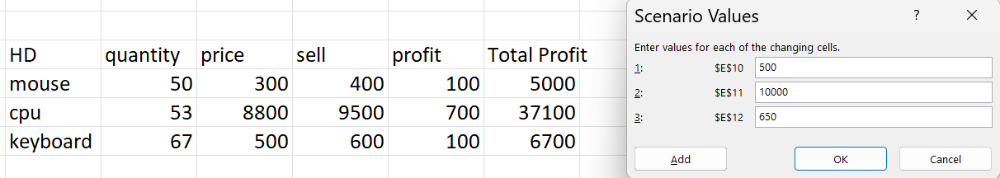 HD quantity price sell profit Total Profit
mouse 50 300 400 100 5000
cpu 53 8800 9500 700 37100
keyboard 67 500 600 100 6700
Scenario Values ? ×
Enter values for each of the changing cells.
1: $E$10 500
2: $E$11 10000
3: $E$12 650
Add OK Cancel